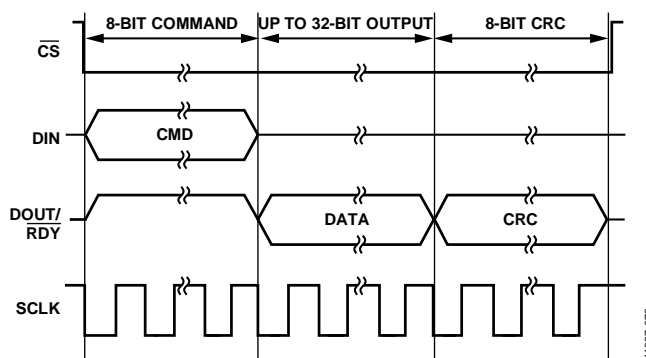 8-BIT COMMAND
UP TO 32-BIT OUTPUT
8-BIT CRC
CS
DIN
CMD
DOUT/
RDY
DATA
CRC
SCLK